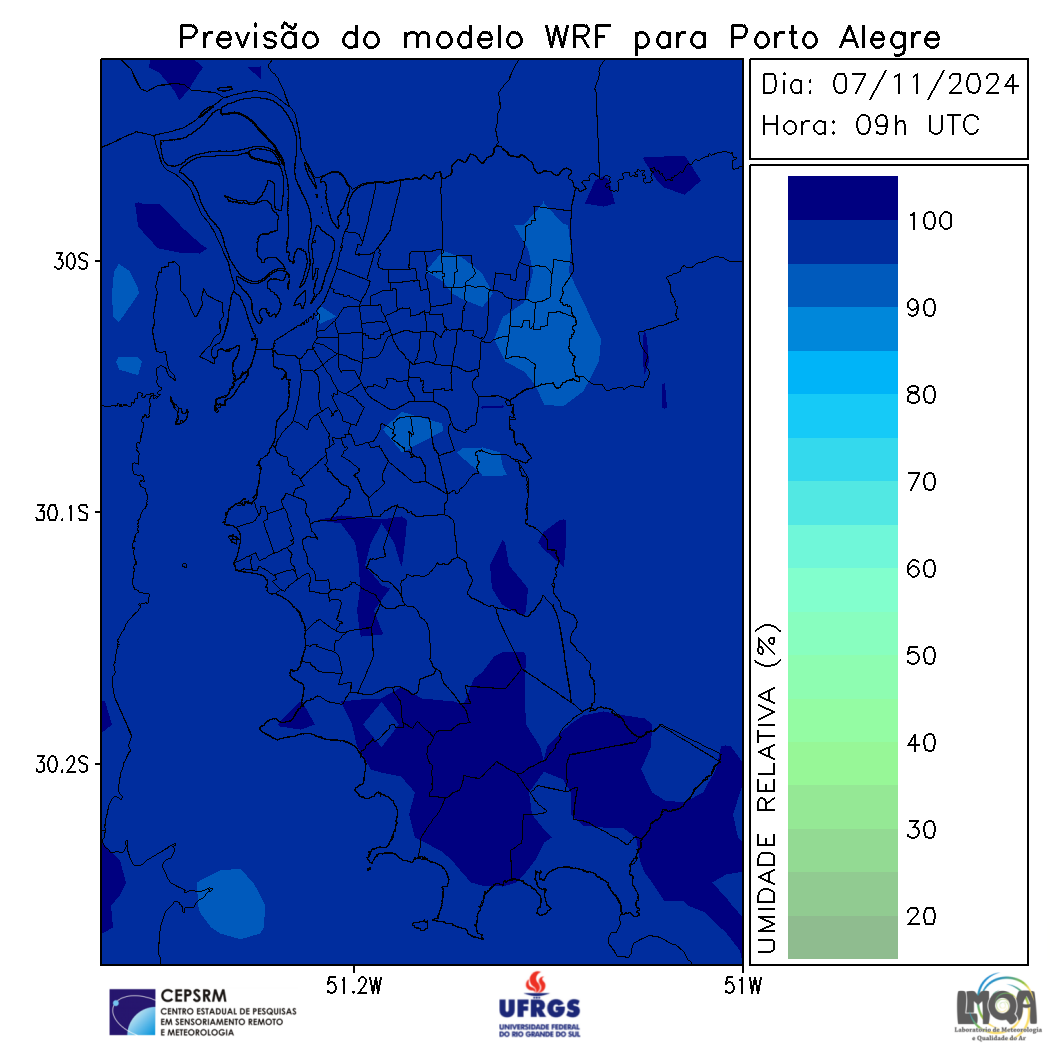 Previsão do modelo WRF para Porto Alegre
Dia: 07/11/2024
Hora: 09h UTC
30S
30.1S
30.2S
51.2W
51W
100
90
80
70
60
50
40
30
20
UMIDADE RELATIVA (%)
CEPSRM
CENTRO ESTADUAL DE PESQUISAS
EM SENSORIAMENTO REMOTO
E METEOROLOGIA
UFRGS
UNIVERSIDADE FEDERAL
DO RIO GRANDE DO SUL
LMQA
Laboratório de Meteorologia
e Qualidade do Ar